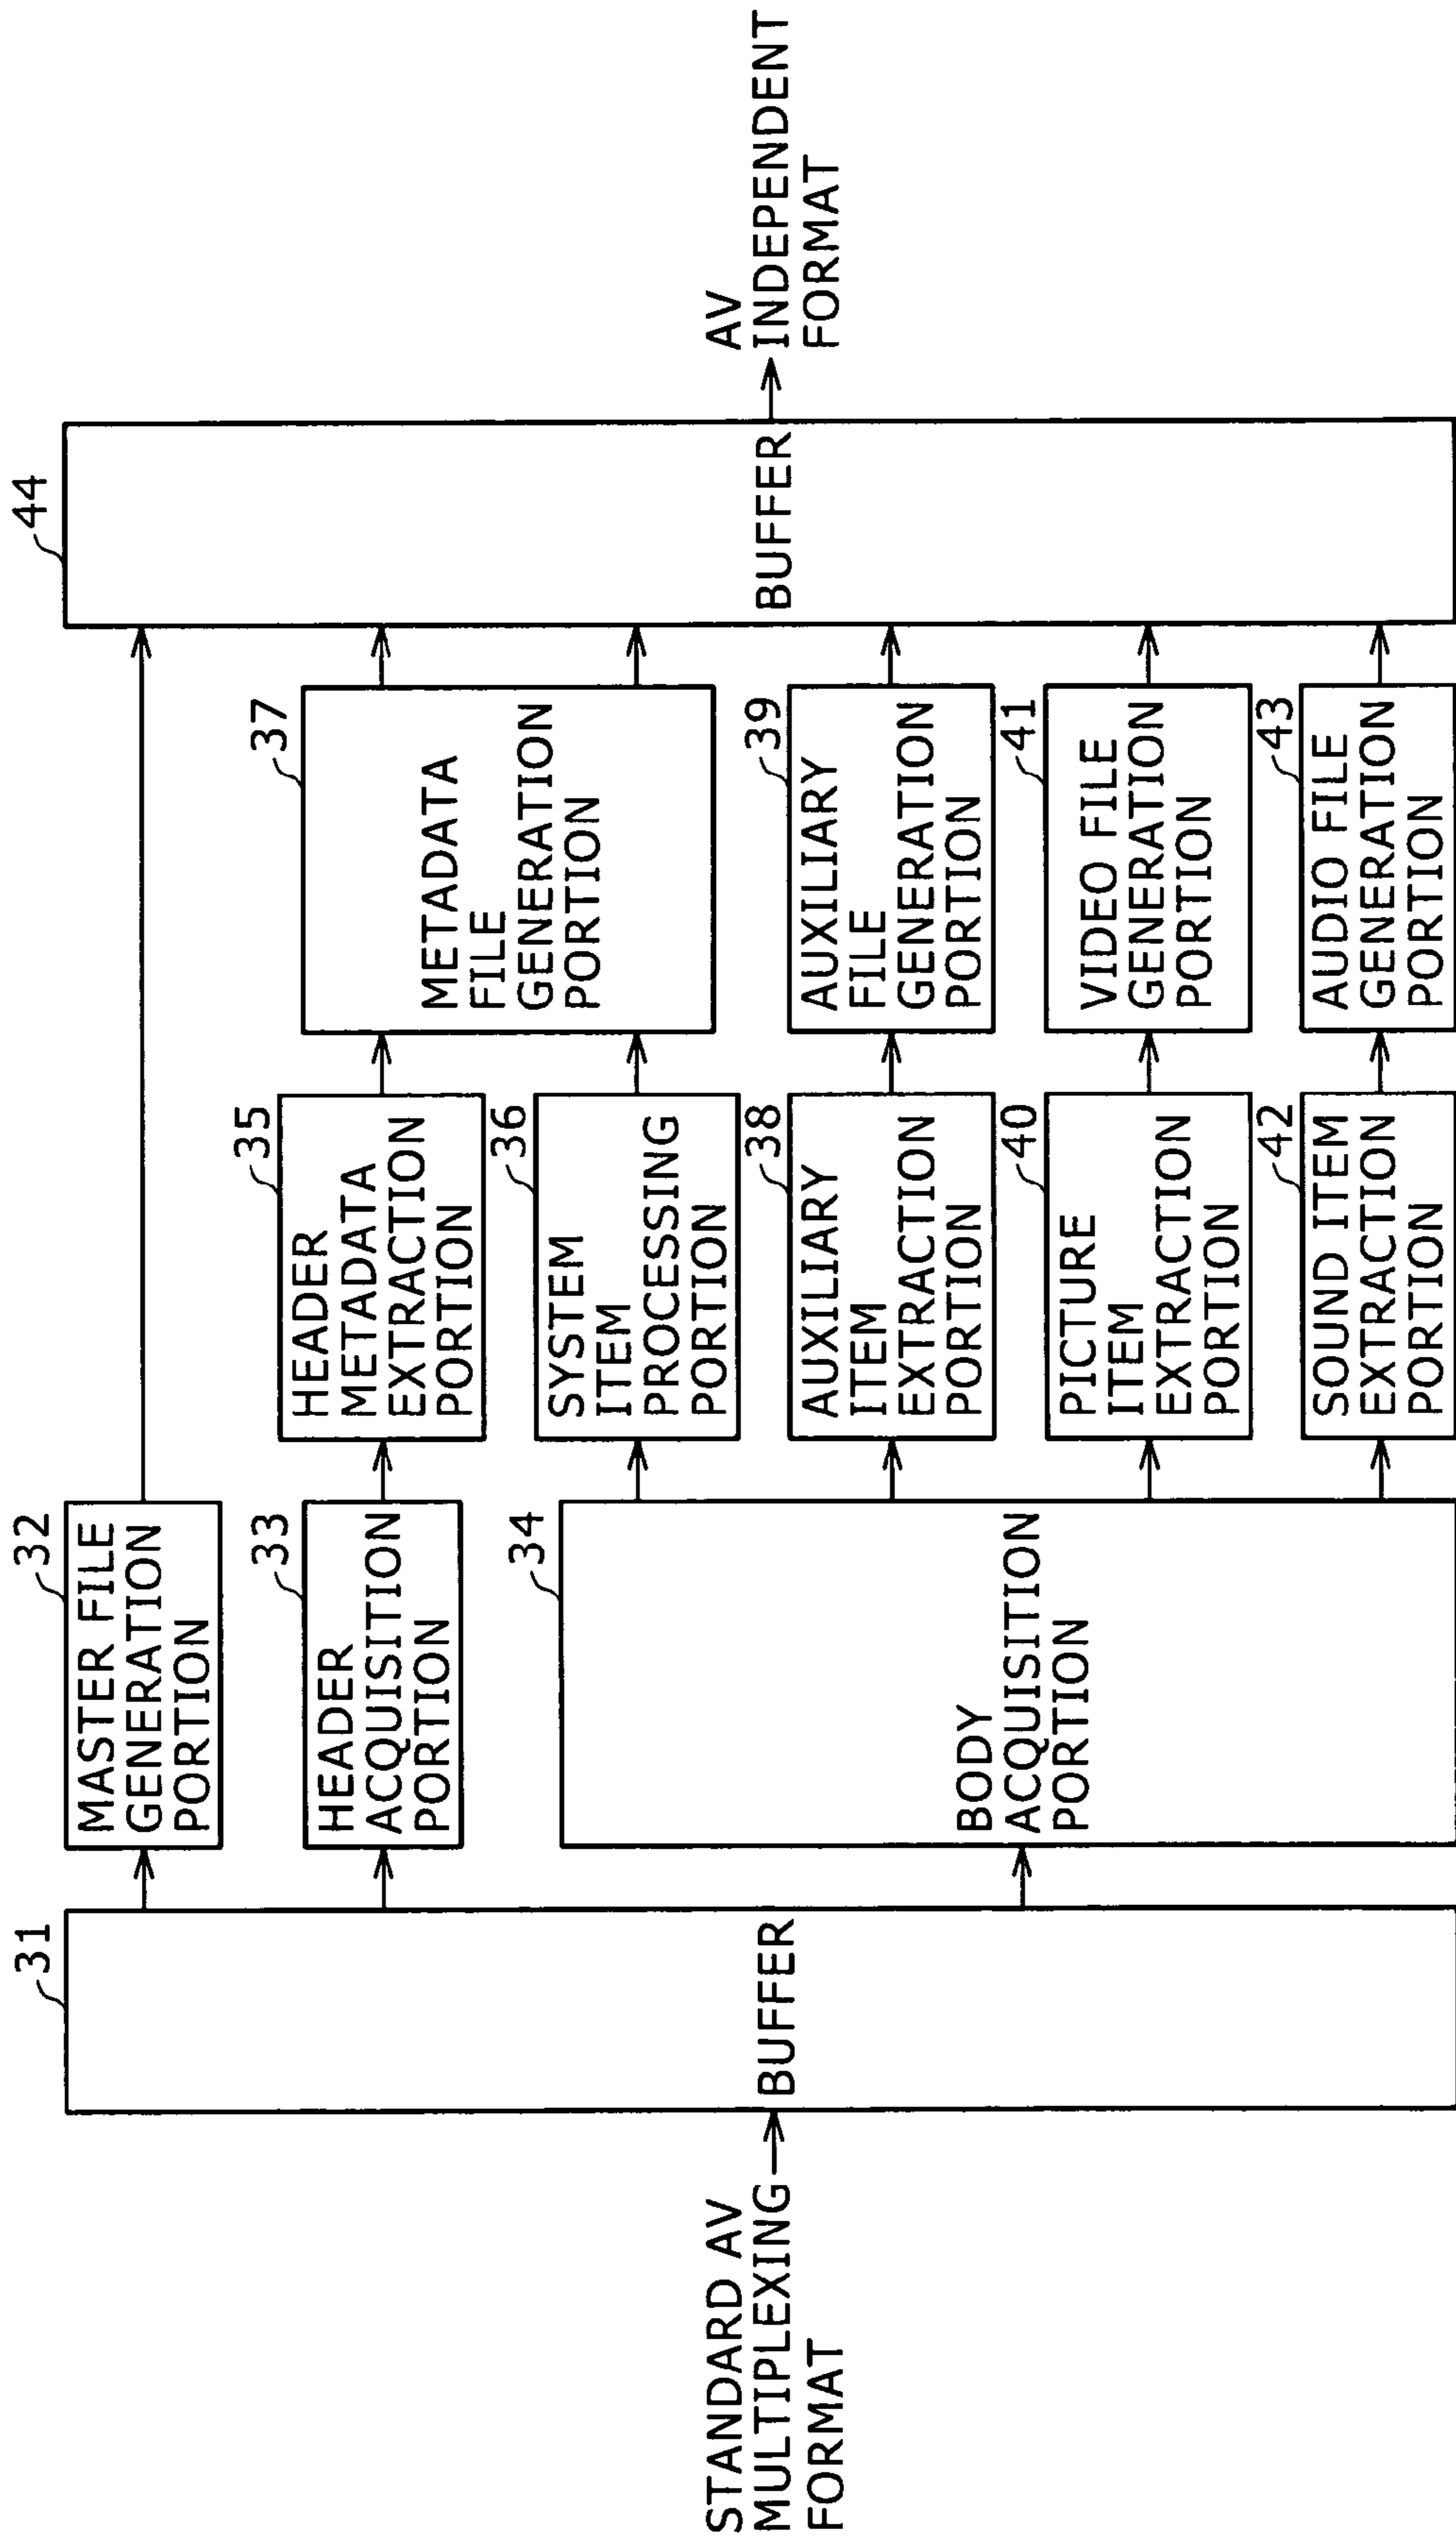 STANDARD AV
MULTIPLEXING
FORMAT
31
BUFFER
32
MASTER FILE
GENERATION
PORTION
33
HEADER
ACQUISITION
PORTION
34
BODY
ACQUISITION
PORTION
35
HEADER
METADATA
EXTRACTION
PORTION
36
SYSTEM
ITEM
PROCESSING
PORTION
38
AUXILIARY
ITEM
EXTRACTION
PORTION
40
PICTURE
ITEM
EXTRACTION
PORTION
42
SOUND ITEM
EXTRACTION
PORTION
37
METADATA
FILE
GENERATION
PORTION
39
AUXILIARY
FILE
GENERATION
PORTION
41
VIDEO FILE
GENERATION
PORTION
43
AUDIO FILE
GENERATION
PORTION
44
BUFFER
AV
INDEPENDENT
FORMAT